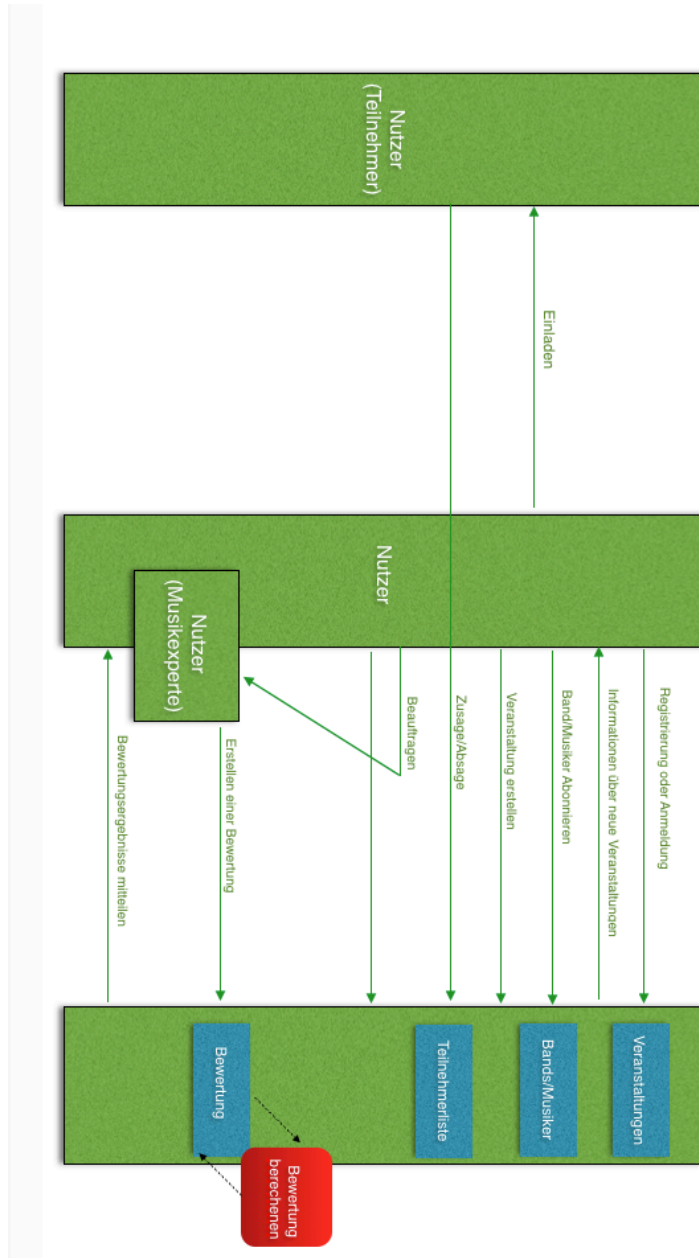 Nutzer
(Teilnehmer)
Einladen
Nutzer
Nutzer
(Musikexperte)
Registrierung oder Anmeldung
Informationen über neue Veranstaltungen
Band/Musiker Abonnieren
Veranstaltung erstellen
Zusage/Absage
Beauftragen
Erstellen einer Bewertung
Bewertungsergebnisse mitteilen
Veranstaltungen
Bands/Musiker
Teilnehmerliste
Bewertung
Bewertung
berechenen